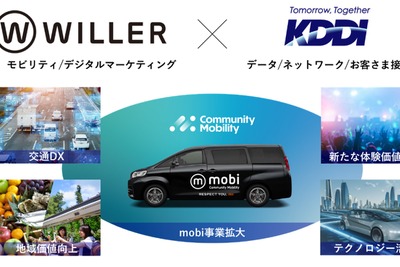 WILLER
Tomorrow, Together
KDDI
モビリティ/デジタルマーケティング
データ/ネットワーク/お客さま接
Community
Mobility
交通DX
新たな体験価値
mobi
Community Mobility
RESPECT YOU.
地域価値向上
mobi事業拡大
テクノロジー活